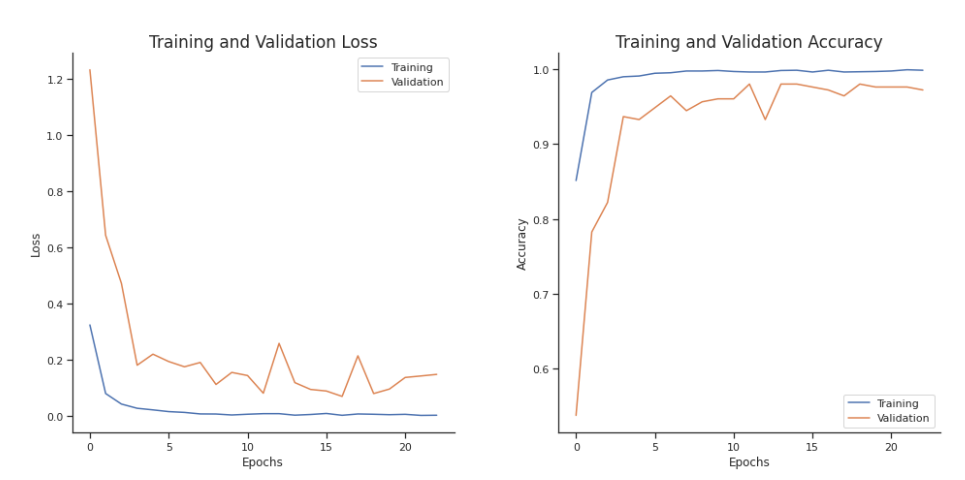 Training and Validation Loss
Training
Validation
1.2
1.0
0.8
0.6
0.4
0.2
0.0
Loss
0 5 10 15 20
Epochs
Training and Validation Accuracy
1.0
0.9
0.8
0.7
0.6
Accuracy
Training
Validation
0 5 10 15 20
Epochs